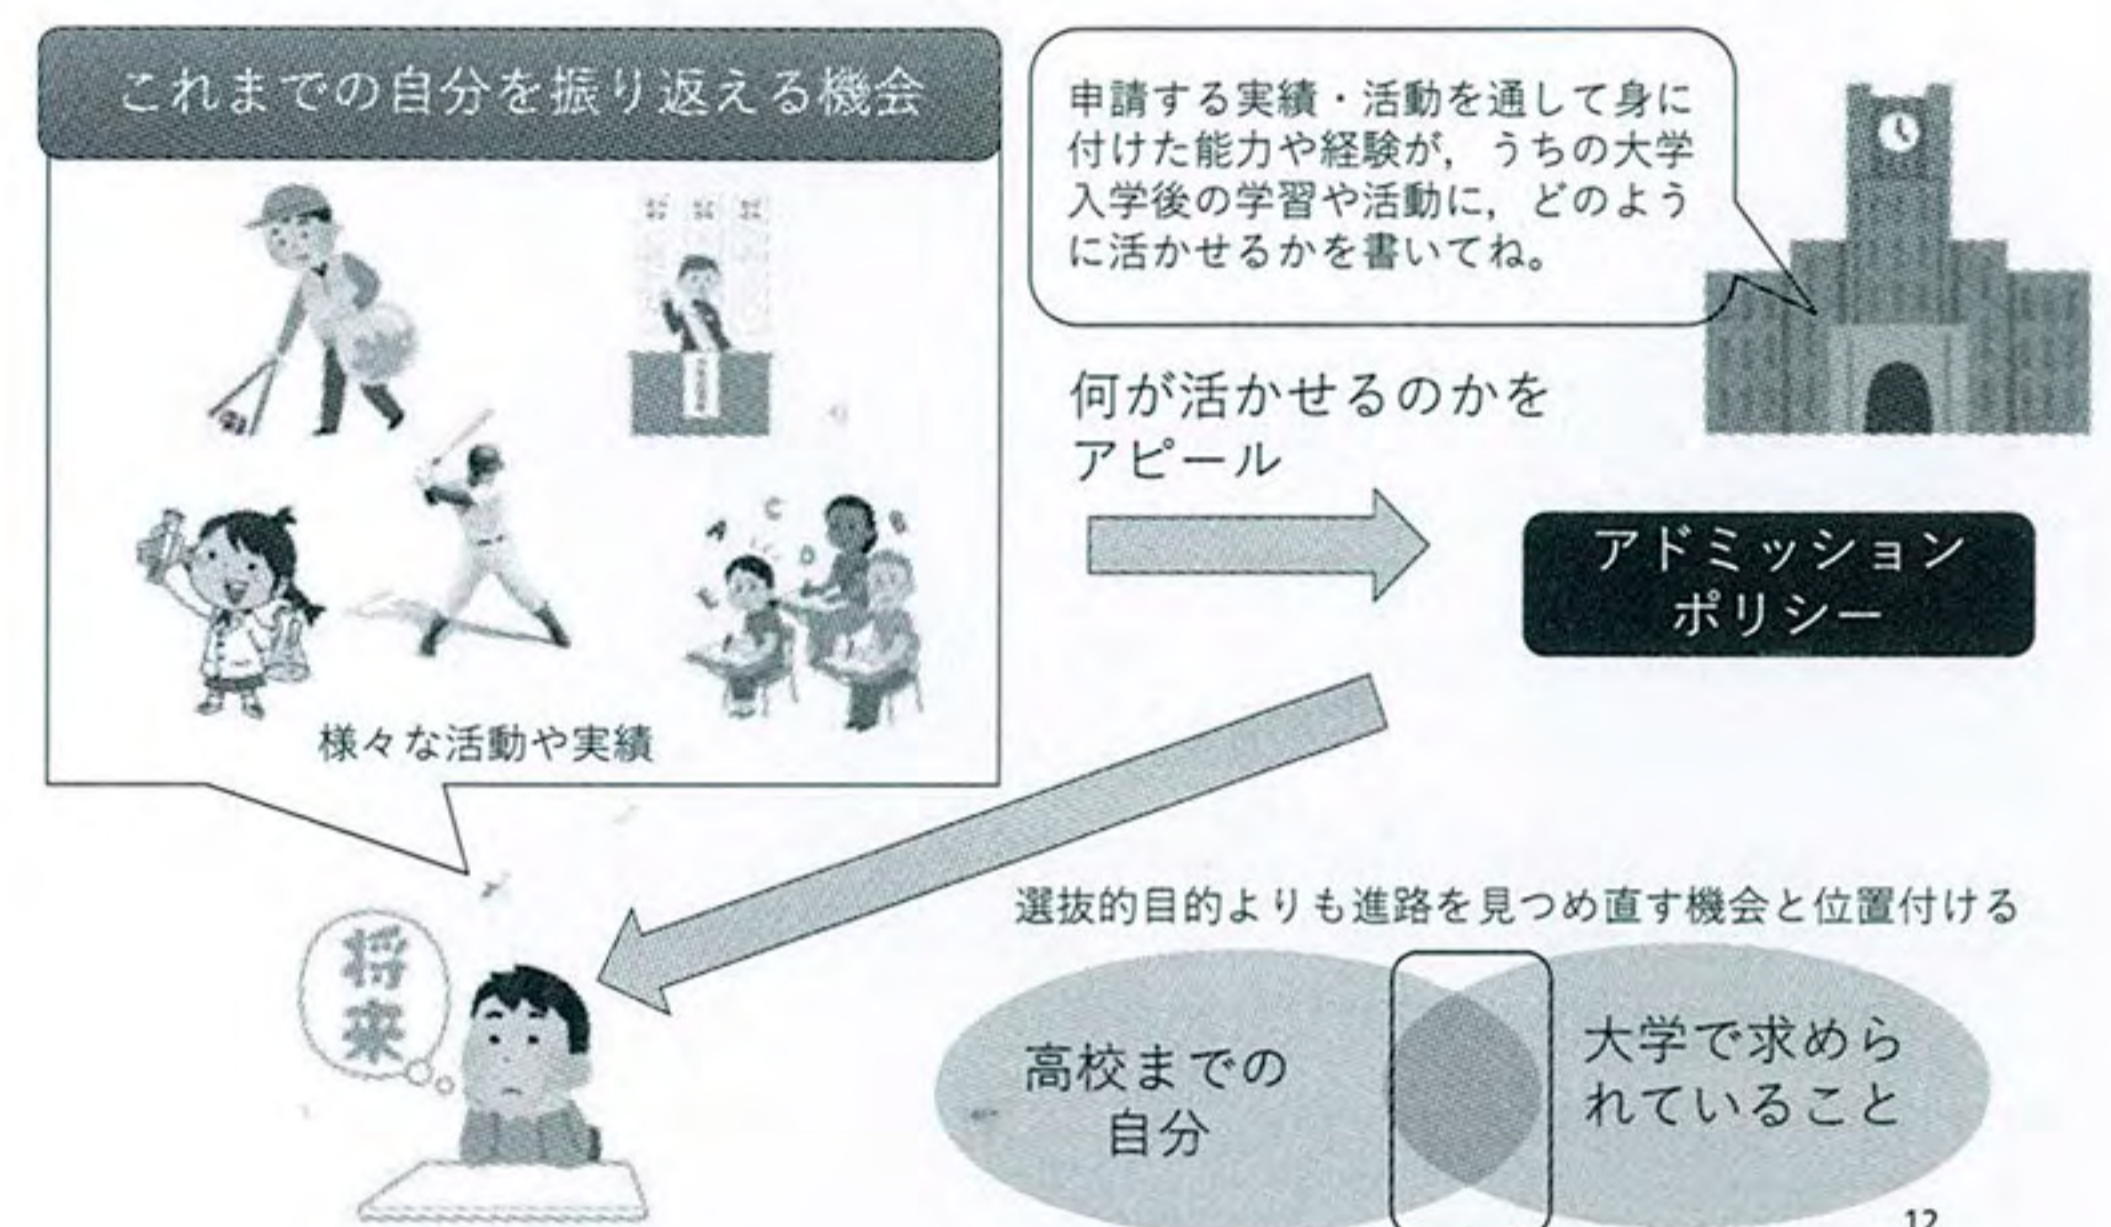 これまでの自分を振り返える機会
申請する実績・活動を通して身に
付けた能力や経験が，うちの大学
入学後の学習や活動に，どのよう
に活かせるかを書いてね。
何が活かせるのかを
アピール
A
C
B
D
E
様々な活動や実績
アドミッション
ポリシー
将
来
選抜的目的よりも進路を見つめ直す機会と位置付ける
高校までの
自分
大学で求めら
れていること
12